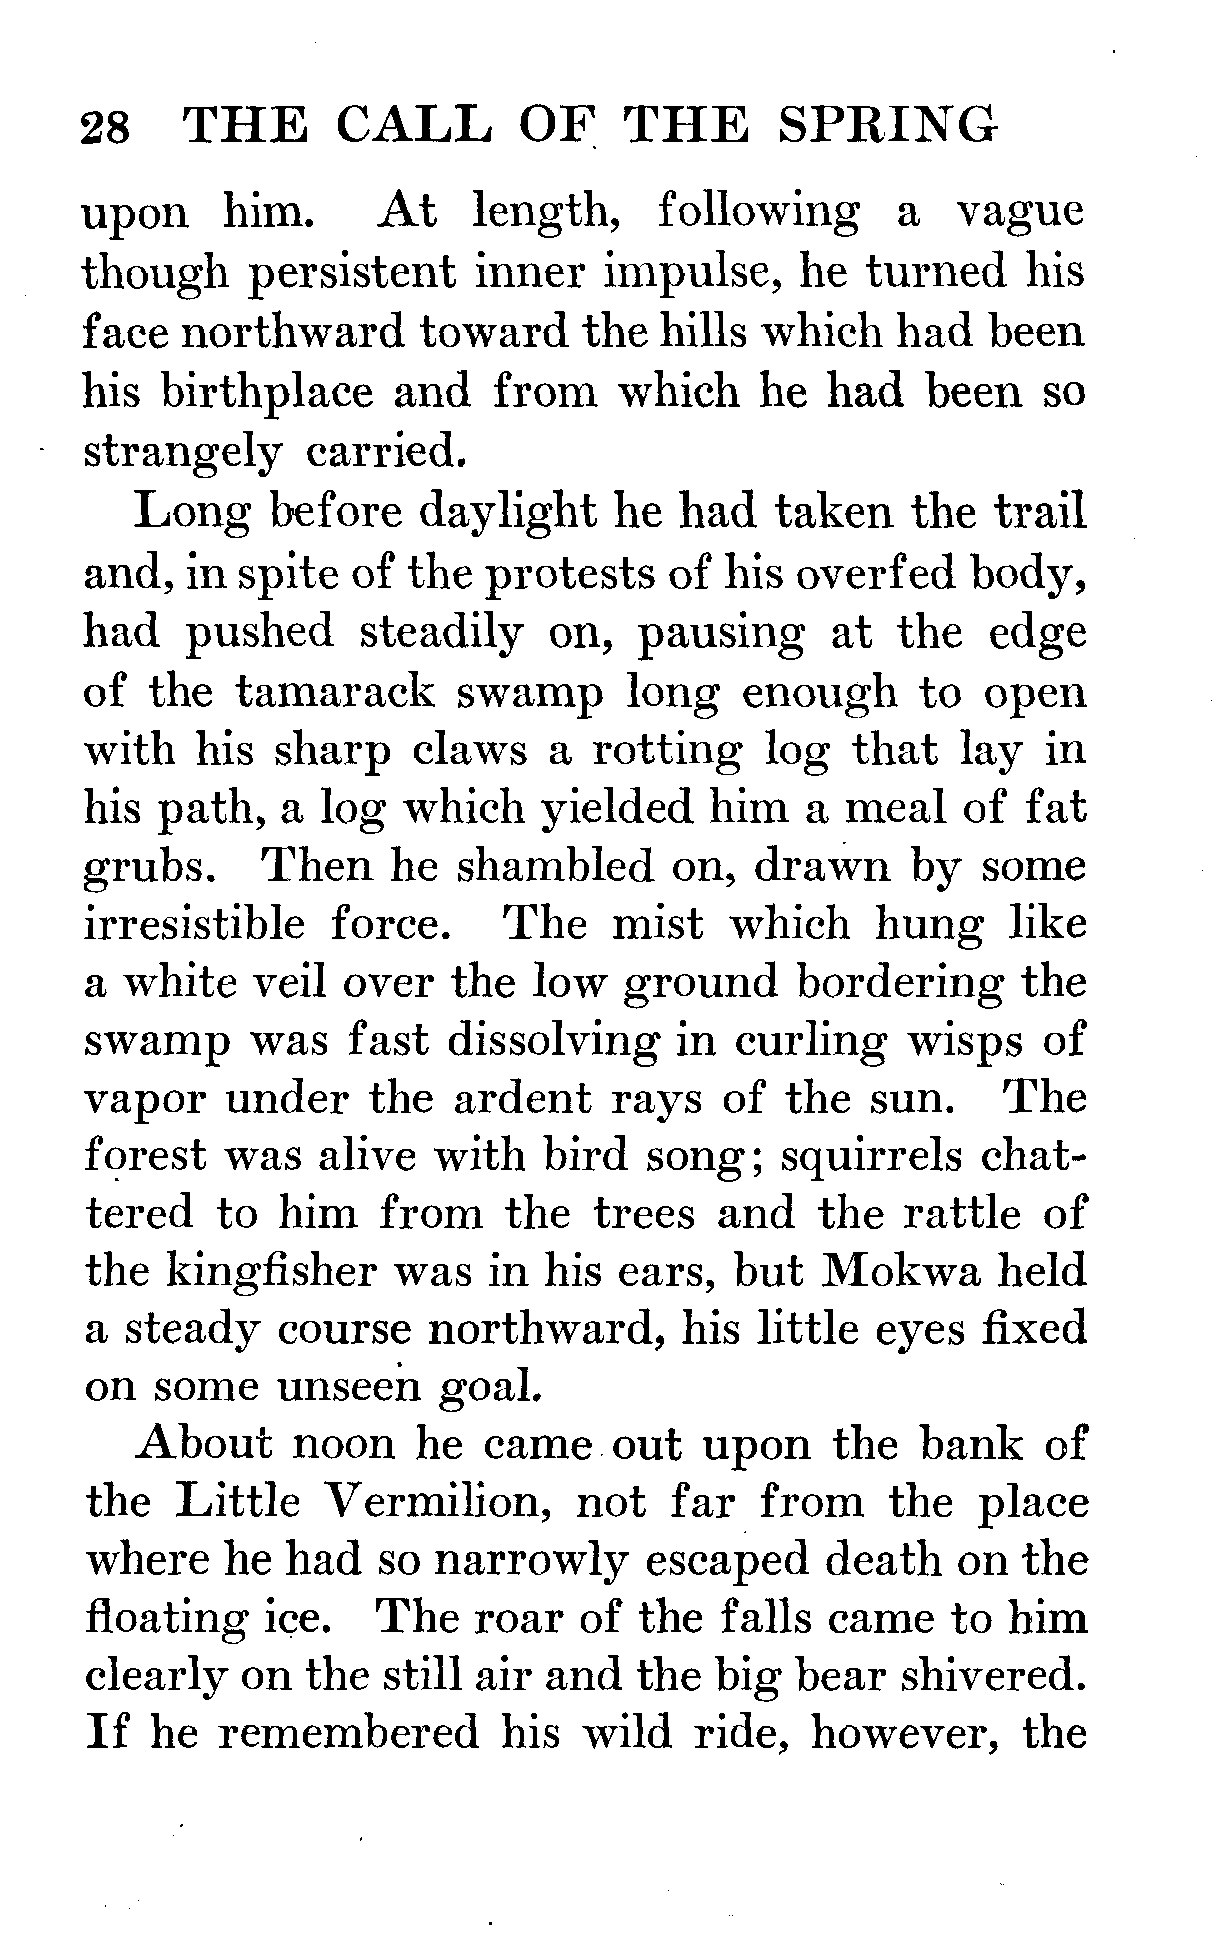 28 THE CALL OF THE SPRING
upon him. At length, following a vague
though persistent inner impulse, he turned his
face northward toward the hills which had been
his birthplace and from which he had been so
strangely carried.
Long before daylight he had taken the trail
and, in spite of the protests of his overfed body,
had pushed steadily on, pausing at the edge
of the tamarack swamp long enough to open
with his sharp claws a rotting log that lay in
his path, a log which yielded him a meal of fat
grubs. Then he shambled on, drawn by some
irresistible force. The mist which hung like
a white veil over the low ground bordering the
swamp was fast dissolving in curling wisps of
vapor under the ardent rays of the sun. The
forest was alive with bird song; squirrels chat-
tered to him from the trees and the rattle of
the kingfisher was in his ears, but Mokwa held
a steady course northward, his little eyes fixed
on some unseen goal.
About noon he came out upon the bank of
the Little Vermilion, not far from the place
where he had so narrowly escaped death on the
floating ice. The roar of the falls came to him
clearly on the still air and the big bear shivered.
If he remembered his wild ride, however, the